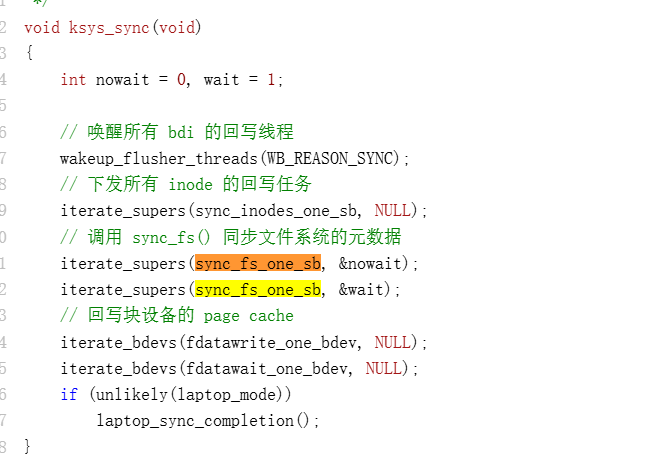 1 */
2 void ksys_sync(void)
3 {
4 int nowait = 0, wait = 1;
5
6 // 唤醒所有 bdi 的回写线程
7 wakeup_flusher_threads(WB_REASON_SYNC);
8 // 下发所有 inode 的回写任务
9 iterate_supers(sync_inodes_one_sb, NULL);
0 // 调用 sync_fs() 同步文件系统的元数据
1 iterate_supers(sync_fs_one_sb, &nowait);
2 iterate_supers(sync_fs_one_sb, &wait);
3 // 回写块设备的 page cache
4 iterate_bdevs(fdatawrite_one_bdev, NULL);
5 iterate_bdevs(fdatawait_one_bdev, NULL);
6 if (unlikely(laptop_mode))
7 laptop_sync_completion();
8 }